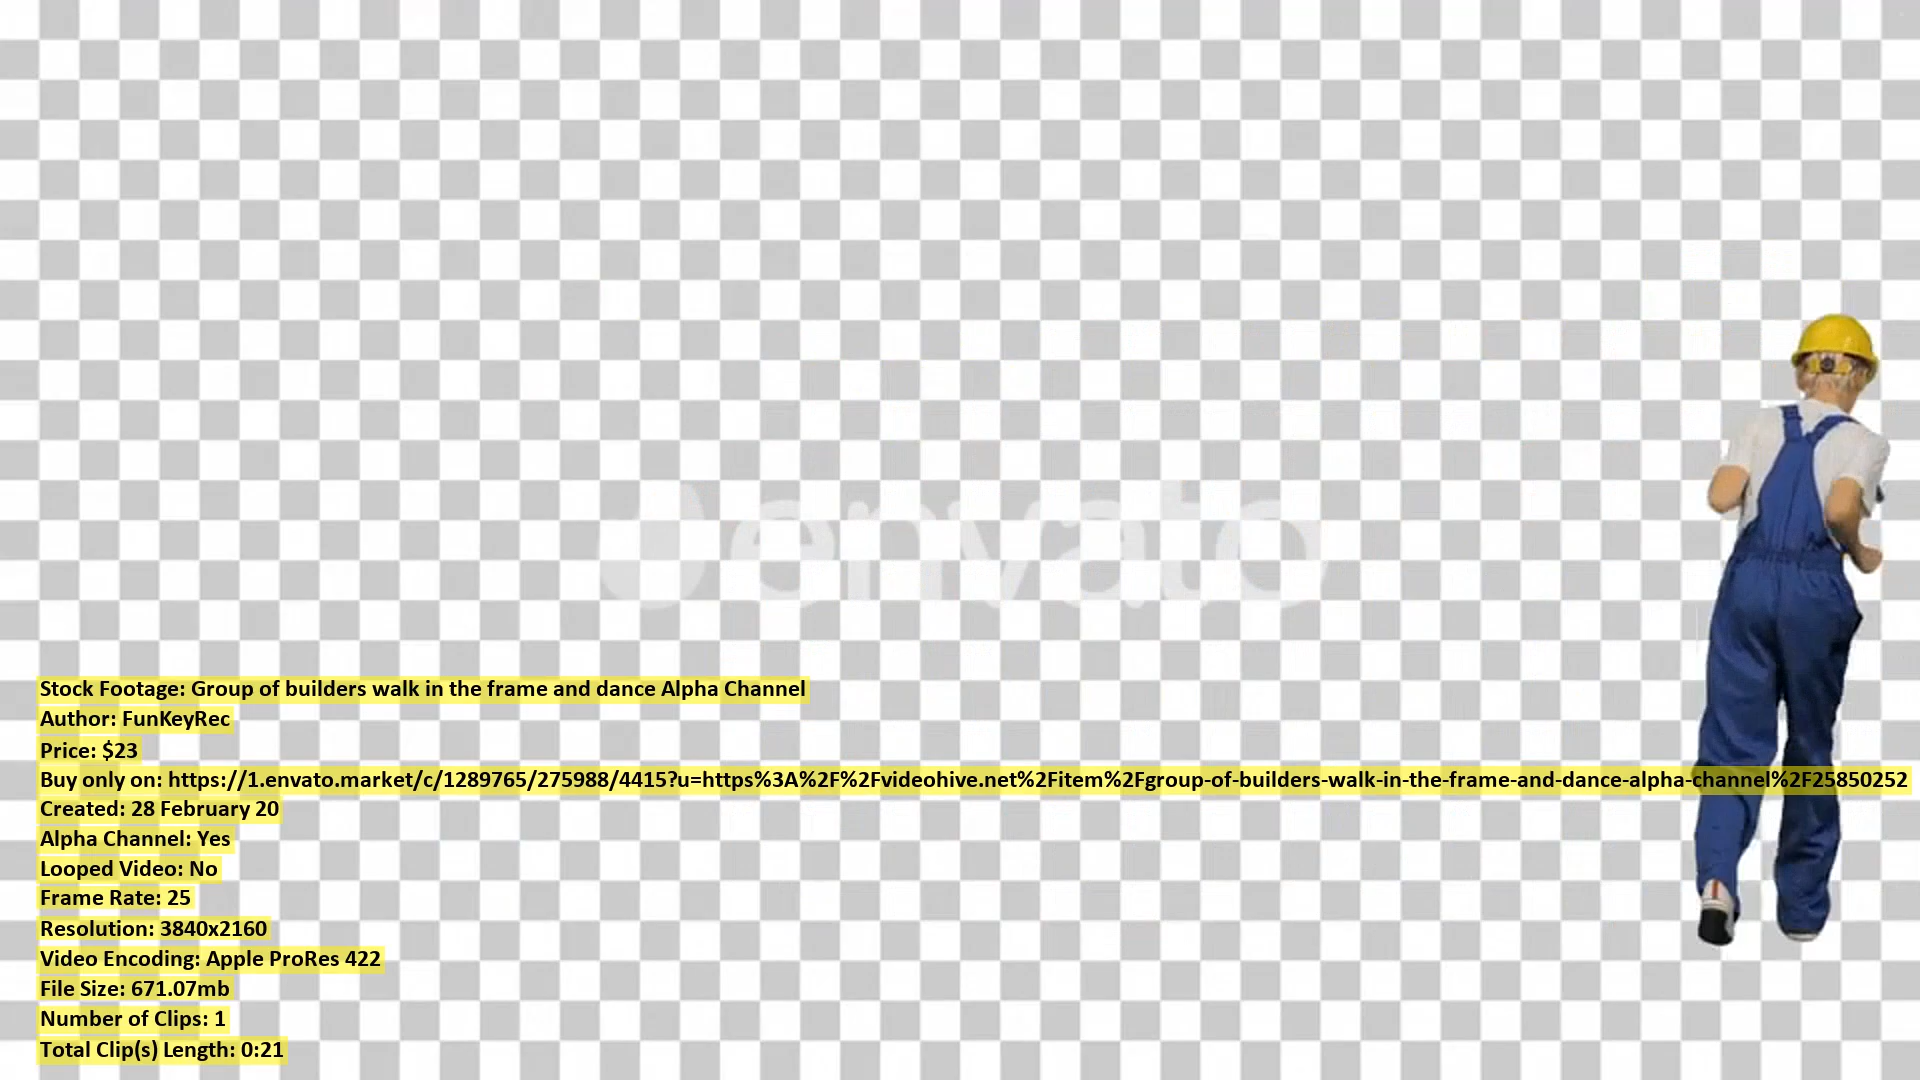 envato
Stock Footage: Group of builders walk in the frame and dance Alpha Channel
Author: FunKeyRec
Price: $23
Buy only on: https://1.envato.market/c/1289765/275988/4415?u=https%3A%2F%2Fvideohive.net%2Fitem%2Fgroup-of-builders-walk-in-the-frame-and-dance-alpha-channel%2F25850252
Created: 28 February 20
Alpha Channel: Yes
Looped Video: No
Frame Rate: 25
Resolution: 3840x2160
Video Encoding: Apple ProRes 422
File Size: 671.07mb
Number of Clips: 1
Total Clip(s) Length: 0:21